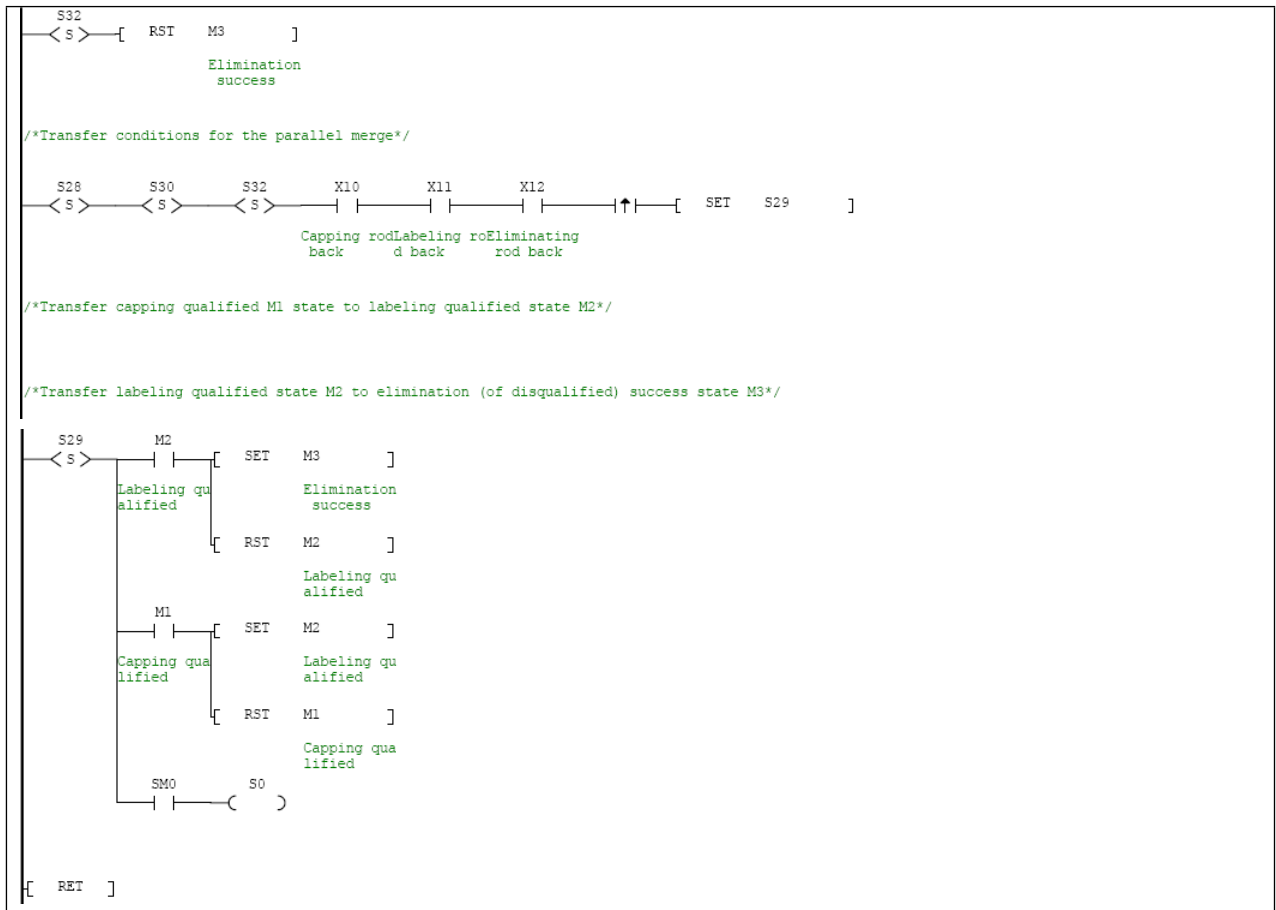 S32
S RST M3
Elimination
success
/*Transfer conditions for the parallel merge*/
S28 S30 S32 X10 X11 X12
S S S SET S29
Capping rodLabeling roEliminating
back d back rod back
/*Transfer capping qualified M1 state to labeling qualified state M2*/
/*Transfer labeling qualified state M2 to elimination (of disqualified) success state M3*/
S29 M2
S SET M3
Labeling qu Elimination
alified success
RST M2
Labeling qu
alified
M1
SET M2
Capping qua Labeling qu
lified alified
RST M1
Capping qua
lified
SM0 S0
RET